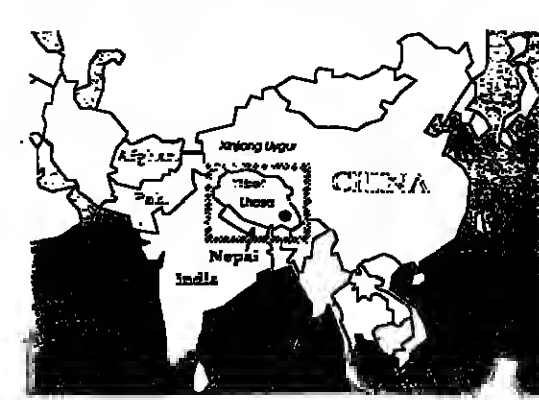 Xinjiang Uygur
Afghan.
CHINA
Tibet
Pak.
Lhasa
Nepal
India